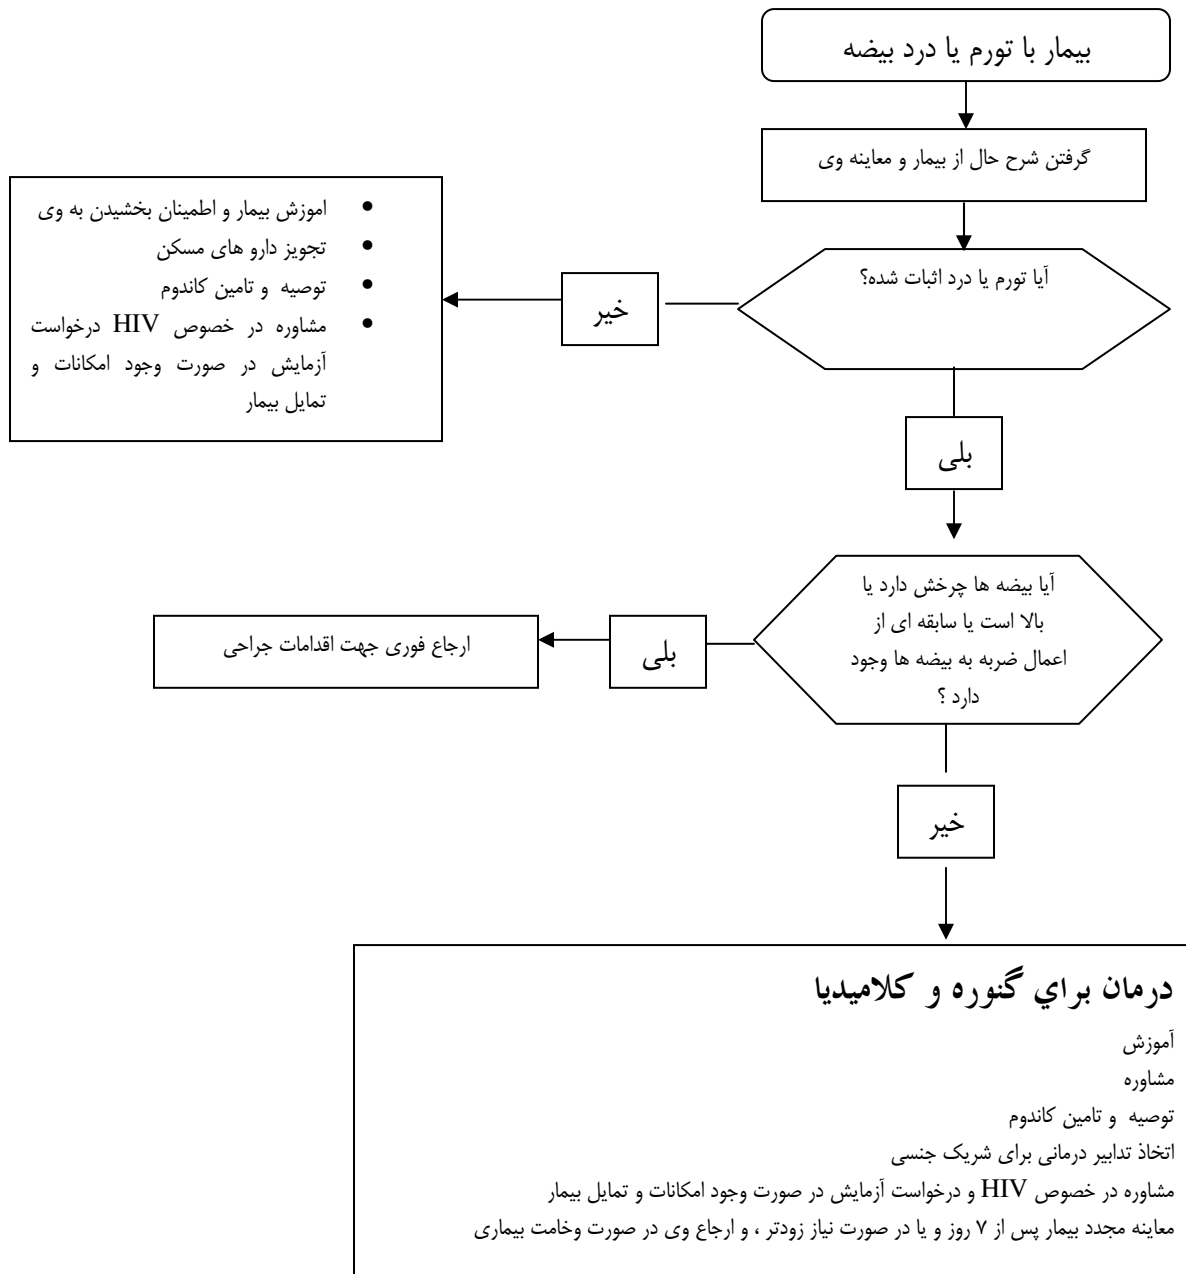 بیمار با تورم یا درد بیضه
گرفتن شرح حال از بیمار و معاینه وی
آیا تورم یا درد اثبات شده؟
خیر
• اموزش بیمار و اطمینان بخشیدن به وی
• تجویز دارو های مسکن
• توصیه و تامین کاندوم
• مشاوره در خصوص HIV درخواست
آزمایش در صورت وجود امکانات و
تمایل بیمار
بلی
آیا بیضه ها چرخش دارد یا
بالا است یا سابقه ای از
اعمال ضربه به بیضه ها وجود
دارد ؟
بلی
ارجاع فوری جهت اقدامات جراحی
خیر
درمان براي گنوره و کلامیدیا
آموزش
مشاوره
توصیه و تامین کاندوم
اتخاذ تدابیر درمانی برای شریک جنسی
مشاوره در خصوص HIV و درخواست آزمایش در صورت وجود امکانات و تمایل بیمار
معاینه مجدد بیمار پس از ۷ روز و یا در صورت نیاز زودتر ، و ارجاع وی در صورت وخامت بیماری